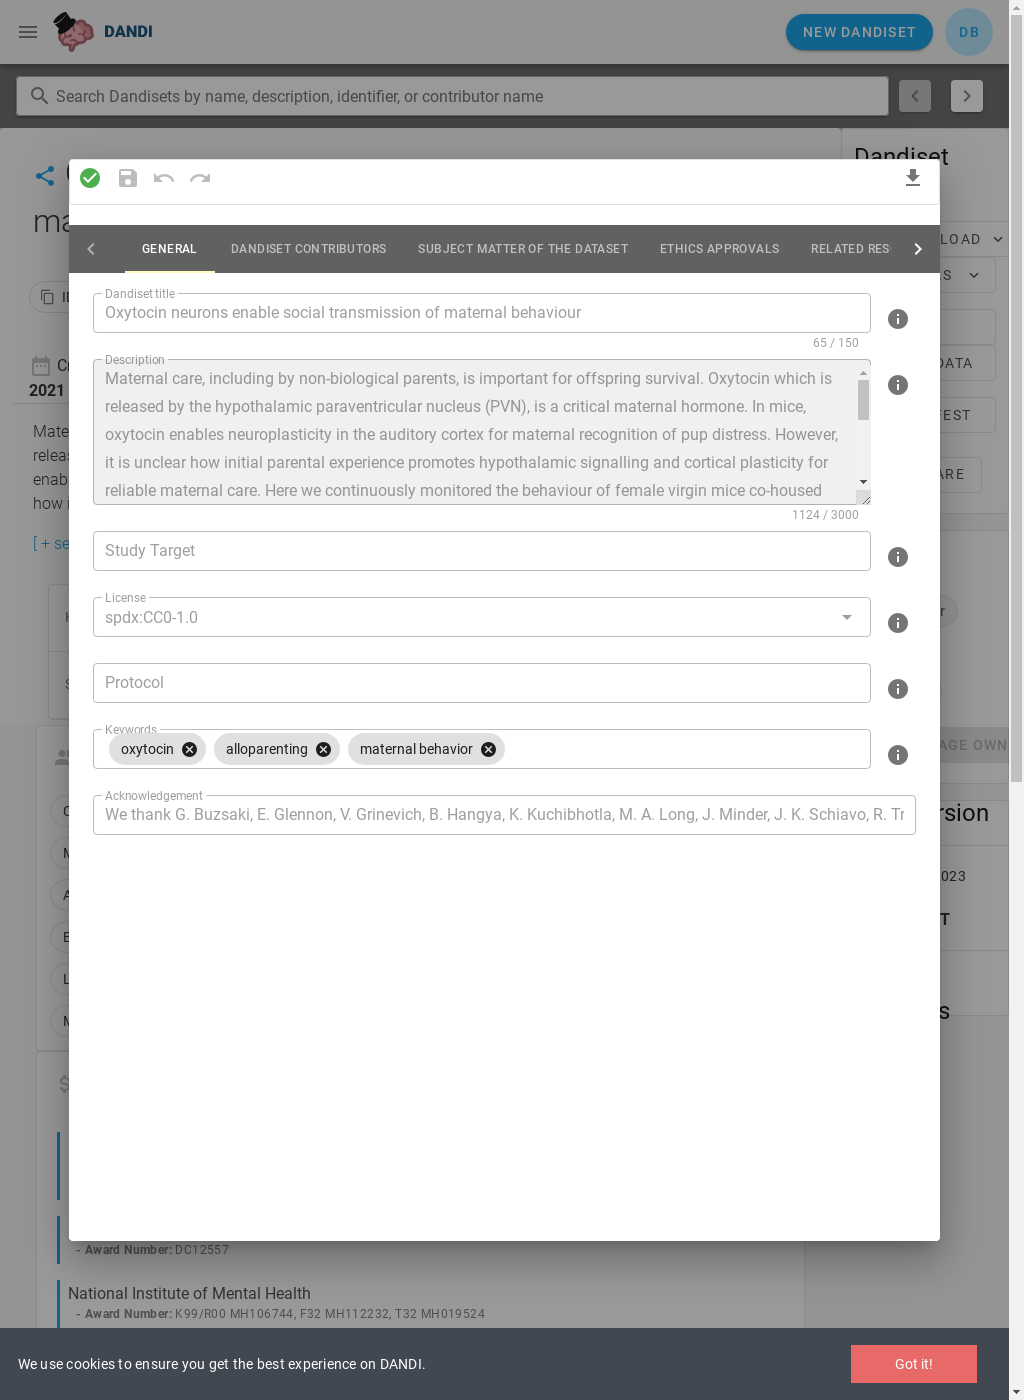 DANDI
NEW DANDISET
DB
Search Dandisets by name, description, identifier, or contributor name
Dandiset
ma
LOAD
GENERAL
DANDISET CONTRIBUTORS
SUBJECT MATTER OF THE DATASET
ETHICS APPROVALS
RELATED RES
S
Dandiset title
Oxytocin neurons enable social transmission of maternal behaviour
65 / 150
Description
Maternal care, including by non-biological parents, is important for offspring survival. Oxytocin which is
released by the hypothalamic paraventricular nucleus (PVN), is a critical maternal hormone. In mice,
oxytocin enables neuroplasticity in the auditory cortex for maternal recognition of pup distress. However,
it is unclear how initial parental experience promotes hypothalamic signalling and cortical plasticity for
reliable maternal care. Here we continuously monitored the behaviour of female virgin mice co-housed
1124 / 3000
DATA
2021
Mate
relea
enab
how i
ARE
[ + se
Study Target
License
spdx:CC0-1.0
r
Protocol
Keywords
oxytocin
alloparenting
maternal behavior
AGE OWN
Acknowledgement
We thank G. Buzsaki, E. Glennon, V. Grinevich, B. Hangya, K. Kuchibhotla, M. A. Long, J. Minder, J. K. Schiavo, R. Tr
rsion
M
2023
A
T
E
L
s
M
- Award Number: DC12557
National Institute of Mental Health
- Award Number: K99/R00 MH106744, F32 MH112232, T32 MH019524
We use cookies to ensure you get the best experience on DANDI.
Got it!